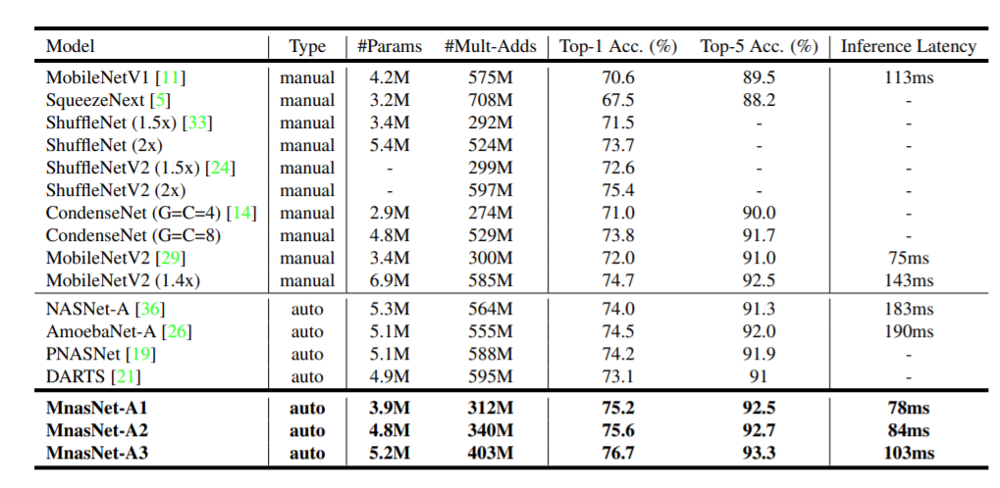 Model Type #Params #Mult-Adds Top-1 Acc. (%) Top-5 Acc. (%) Inference Latency
MobileNetV1 [11] manual 4.2M 575M 70.6 89.5 113ms
SqueezeNext [5] manual 3.2M 708M 67.5 88.2 -
ShuffleNet (1.5x) [33] manual 3.4M 292M 71.5 - -
ShuffleNet (2x) manual 5.4M 524M 73.7 - -
ShuffleNetV2 (1.5x) [24] manual - 299M 72.6 - -
ShuffleNetV2 (2x) manual - 597M 75.4 - -
CondenseNet (G=C=4) [14] manual 2.9M 274M 71.0 90.0 -
CondenseNet (G=C=8) manual 4.8M 529M 73.8 91.7 -
MobileNetV2 [29] manual 3.4M 300M 72.0 91.0 75ms
MobileNetV2 (1.4x) manual 6.9M 585M 74.7 92.5 143ms
NASNet-A [36] auto 5.3M 564M 74.0 91.3 183ms
AmoebaNet-A [26] auto 5.1M 555M 74.5 92.0 190ms
PNASNet [19] auto 5.1M 588M 74.2 91.9 -
DARTS [21] auto 4.9M 595M 73.1 91 -
MnasNet-A1 auto 3.9M 312M 75.2 92.5 78ms
MnasNet-A2 auto 4.8M 340M 75.6 92.7 84ms
MnasNet-A3 auto 5.2M 403M 76.7 93.3 103ms